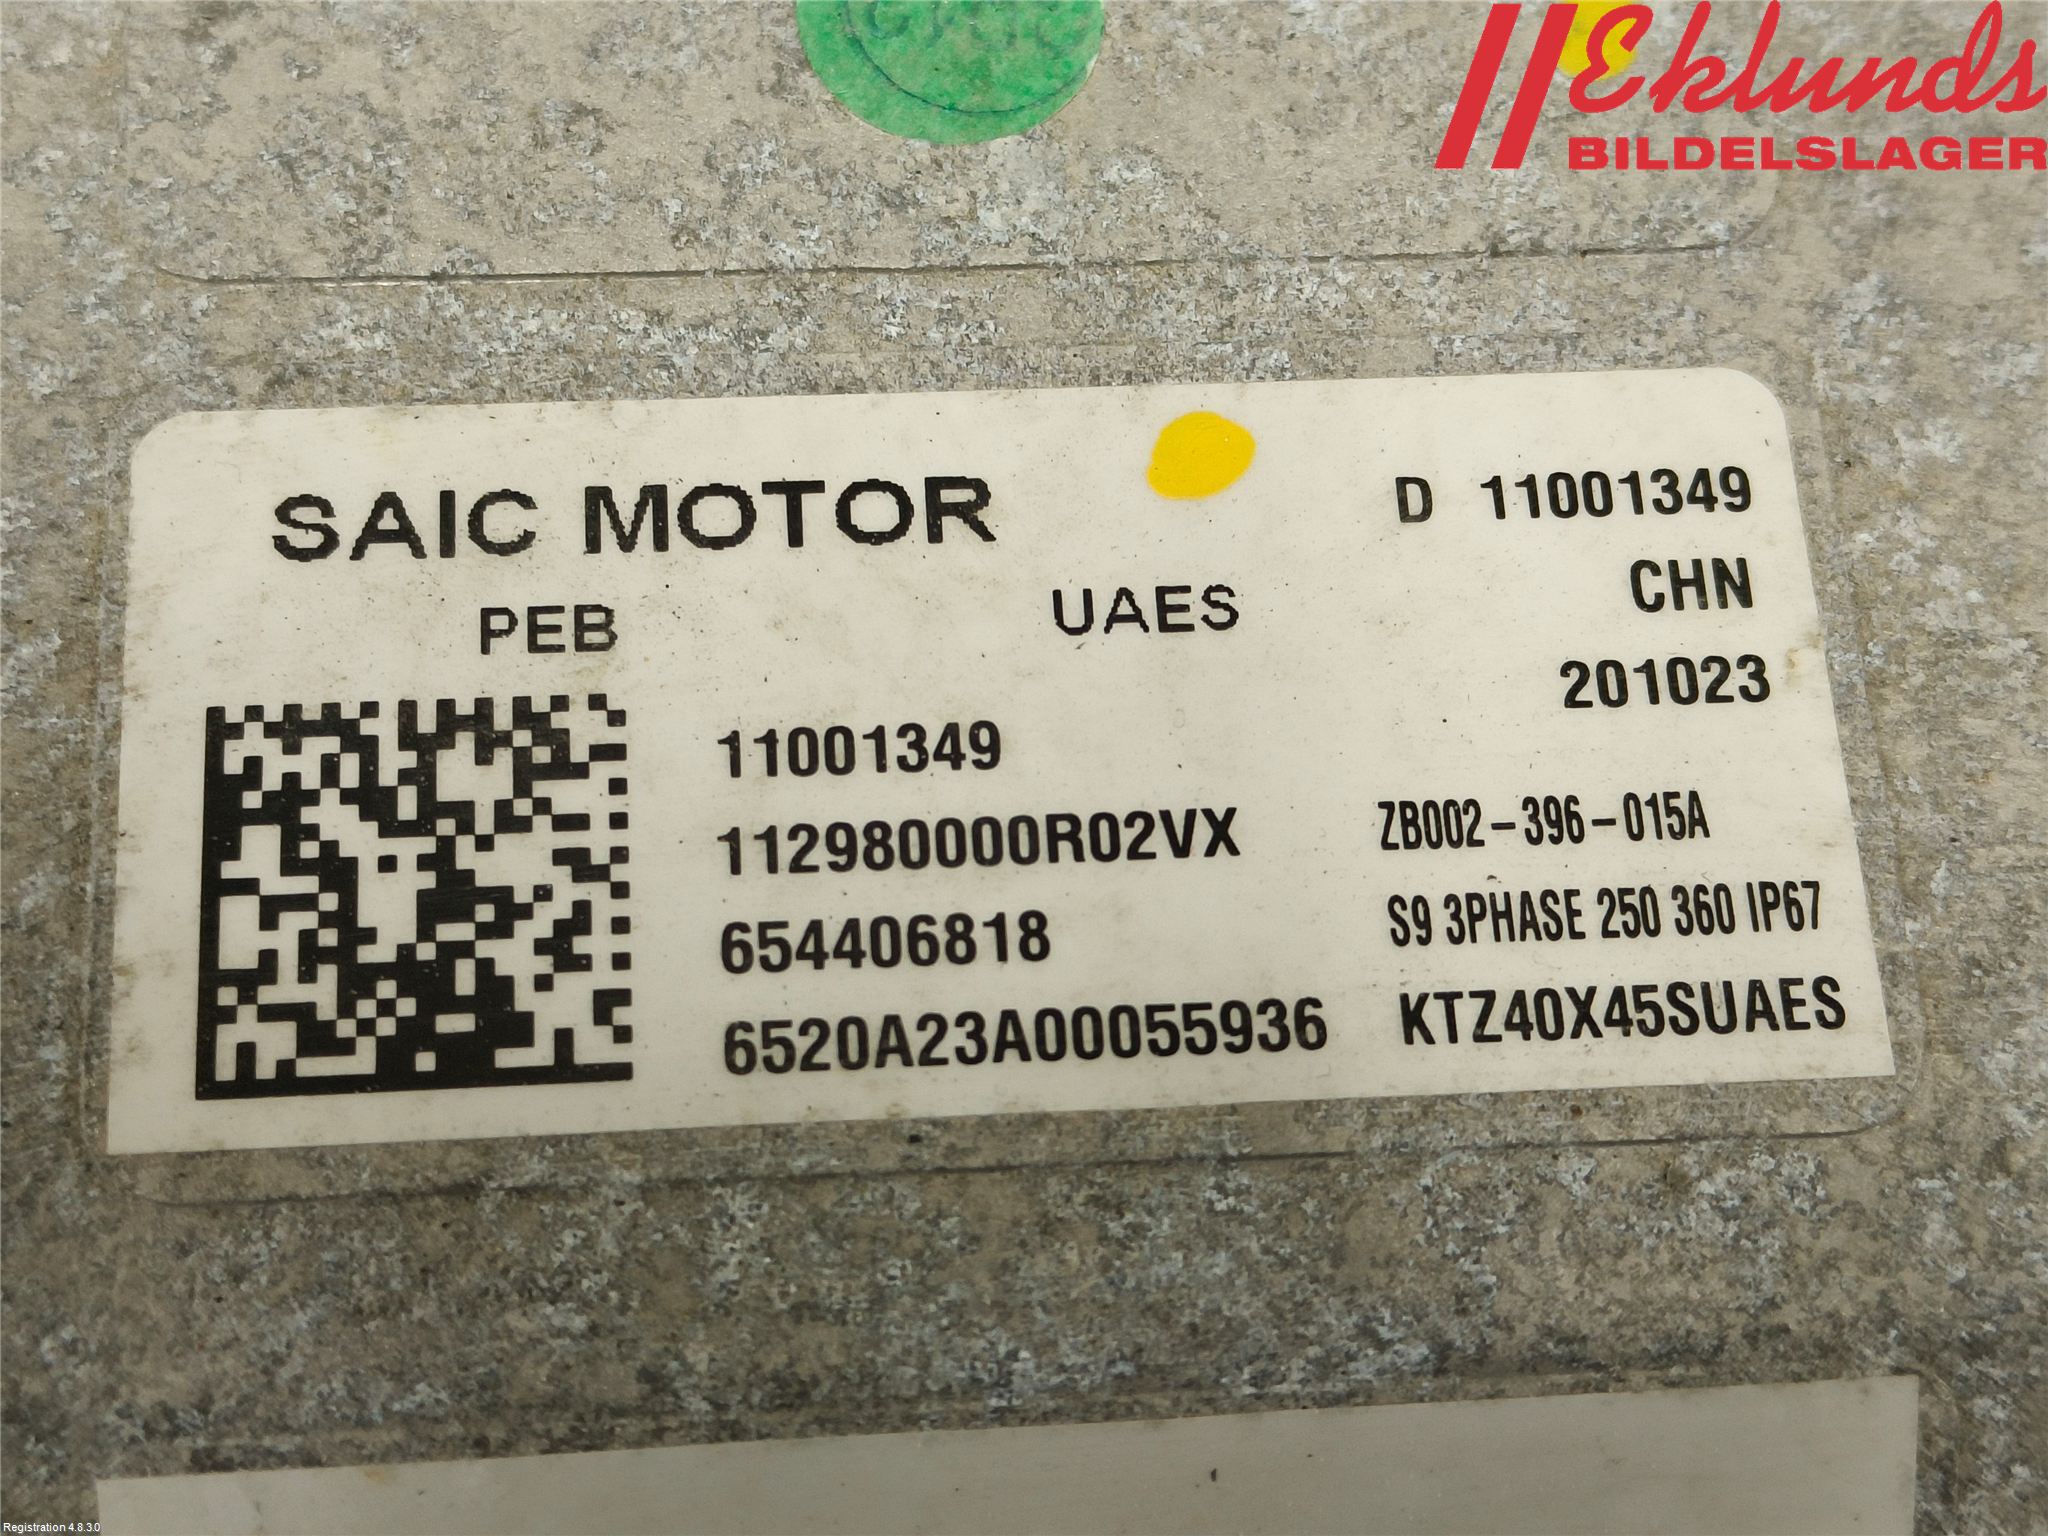 Eklunds
BILDELSLAGER
SAIC MOTOR
D 11001349
PEB
UAES
CHN
201023
11001349
112980000R02VX
ZB002-396-015A
654406818
S9 3PHASE 250 360 IP67
6520A23A00055936
KTZ40X45SUAES
Registration 4.8.3.0